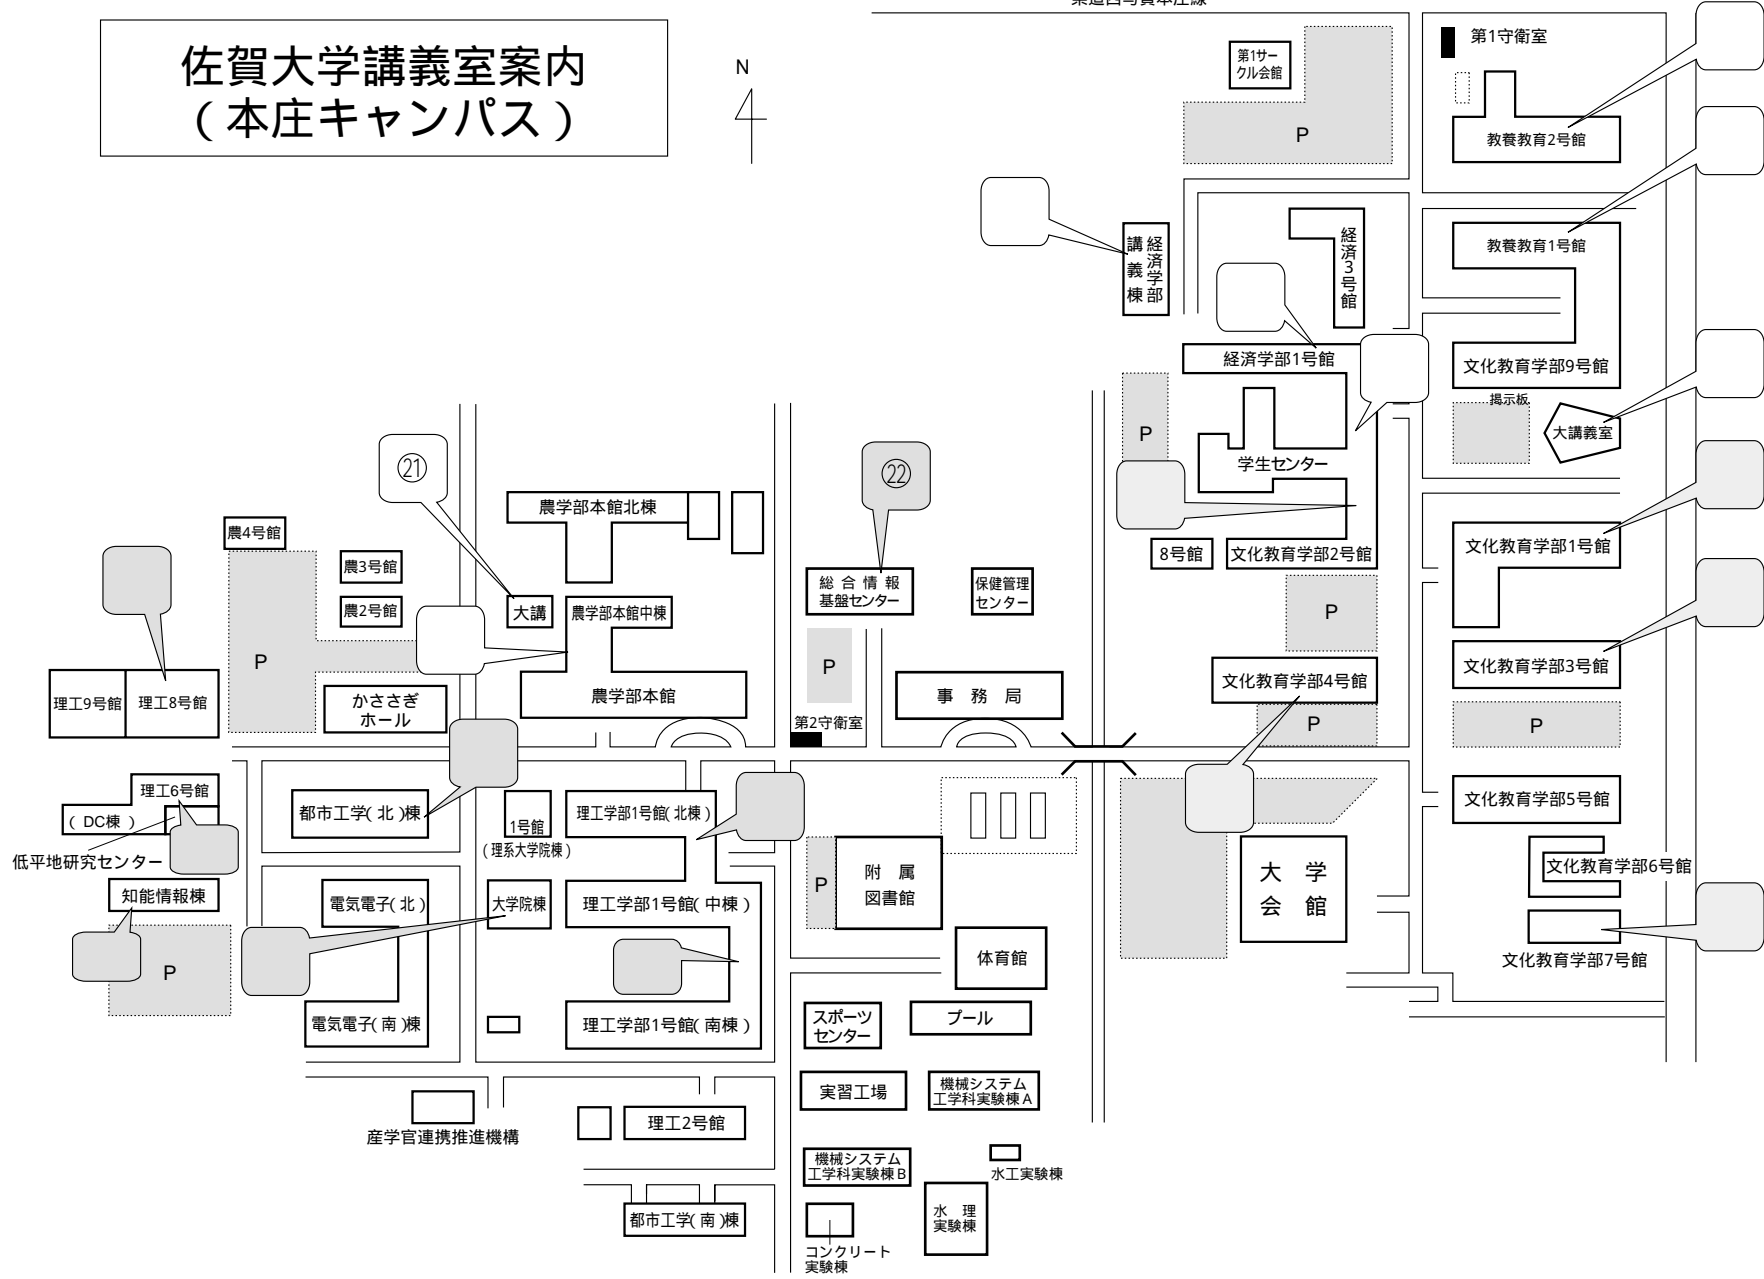 佐賀大学講義室案内
(本庄キャンパス)
N
第1サー
クル会館
P
第1守衛室
教養教育2号館
経済学部
講義棟
経済3号館
教養教育1号館
経済学部1号館
文化教育学部9号館
掲示板
大講義室
P
学生センター
㉑
㉒
農学部本館北棟
農4号館
農3号館
農2号館
大講
農学部本館中棟
総合情報
基盤センター
保健管理
センター
8号館
文化教育学部2号館
文化教育学部1号館
P
P
P
文化教育学部3号館
理工9号館
理工8号館
かささぎ
ホール
農学部本館
事務局
文化教育学部4号館
第2守衛室
P
P
理工6号館
(DC棟)
低平地研究センター
都市工学(北)棟
1号館
(理系大学院棟)
理工学部1号館(北棟)
文化教育学部5号館
知能情報棟
電気電子(北)
大学院棟
理工学部1号館(中棟)
P
附属
図書館
大学
会館
文化教育学部6号館
P
体育館
文化教育学部7号館
電気電子(南)棟
理工学部1号館(南棟)
スポーツ
センター
プール
実習工場
機械システム
工学科実験棟A
産学官連携推進機構
理工2号館
機械システム
工学科実験棟B
水工実験棟
都市工学(南)棟
水理
実験棟
コンクリート
実験棟